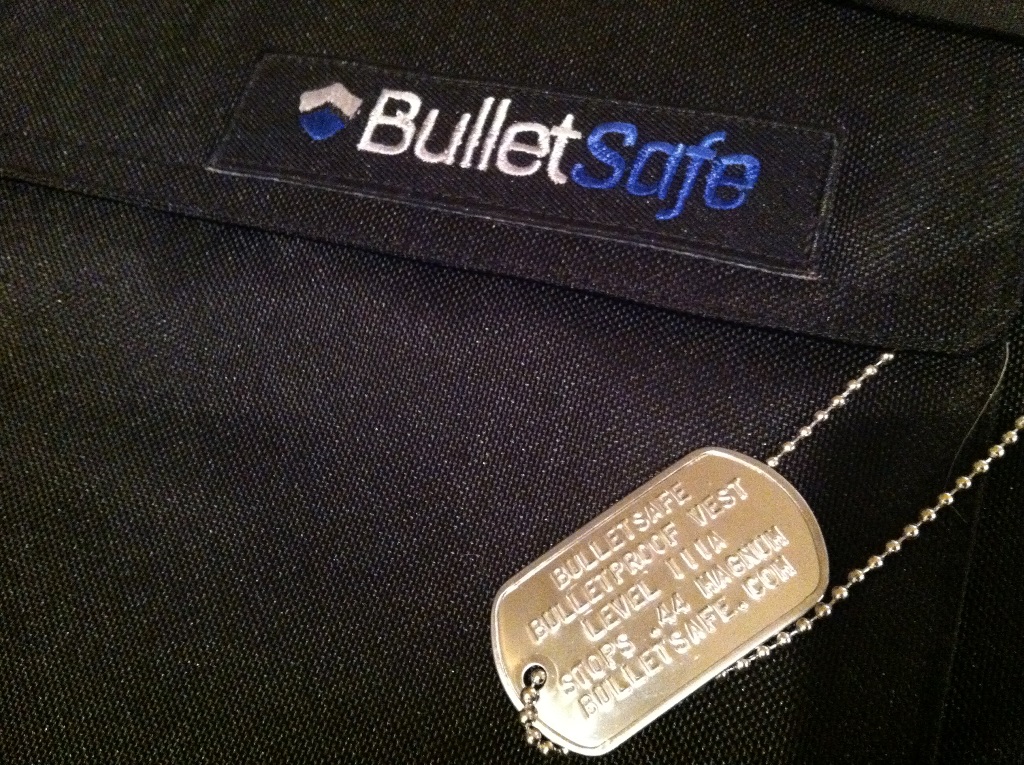 BulletSafe
BULLETSAFE
BULLETPROOF VEST
LEVEL IIIA
STOPS .44 MAGNUM
BULLETSAFE.COM